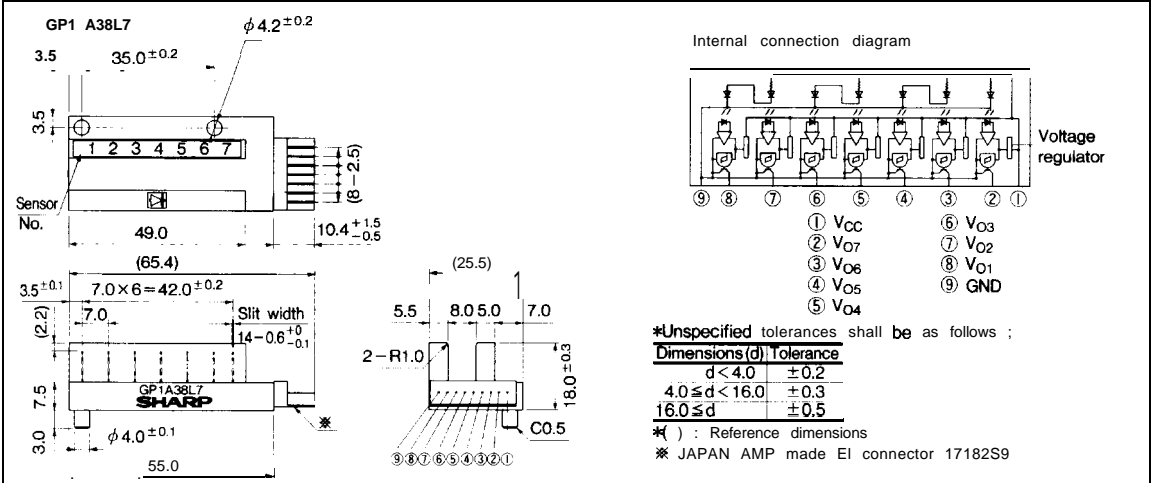 GP1 A38L7
φ4.2±0.2
3.5
35.0±0.2
3.5
1 2 3 4 5 6 7
(8-2.5)
Sensor
No.
49.0
10.4+1.5-0.5
(65.4)
3.5±0.1
7.0×6=42.0±0.2
7.0
Slit width
14-0.6+0-0.1
(2.2)
7.5
3.0
GP1A38L7
SHARP
※
φ4.0±0.1
55.0
(25.5)
5.5
8.0
5.0
7.0
2-R1.0
18.0±0.3
C0.5
⑨⑧⑦⑥⑤④③②①
Internal connection diagram
Voltage
regulator
⑨ ⑧ ⑦ ⑥ ⑤ ④ ③ ② ①
① VCC
② VO7
③ VO6
④ VO5
⑤ VO4
⑥ VO3
⑦ VO2
⑧ VO1
⑨ GND
*Unspecified tolerances shall be as follows ;
Dimensions(d) Tolerance
d<4.0 ±0.2
4.0≦d<16.0 ±0.3
16.0≦d ±0.5
*( ) : Reference dimensions
※ JAPAN AMP made EI connector 17182S9